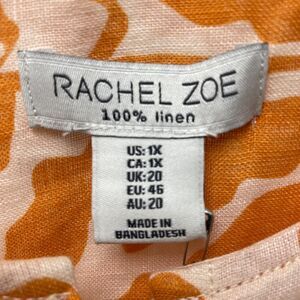 RACHEL ZOE
100% linen
US: 1X
CA: 1X
UK: 20
EU: 46
AU: 20
MADE IN
BANGLADESH